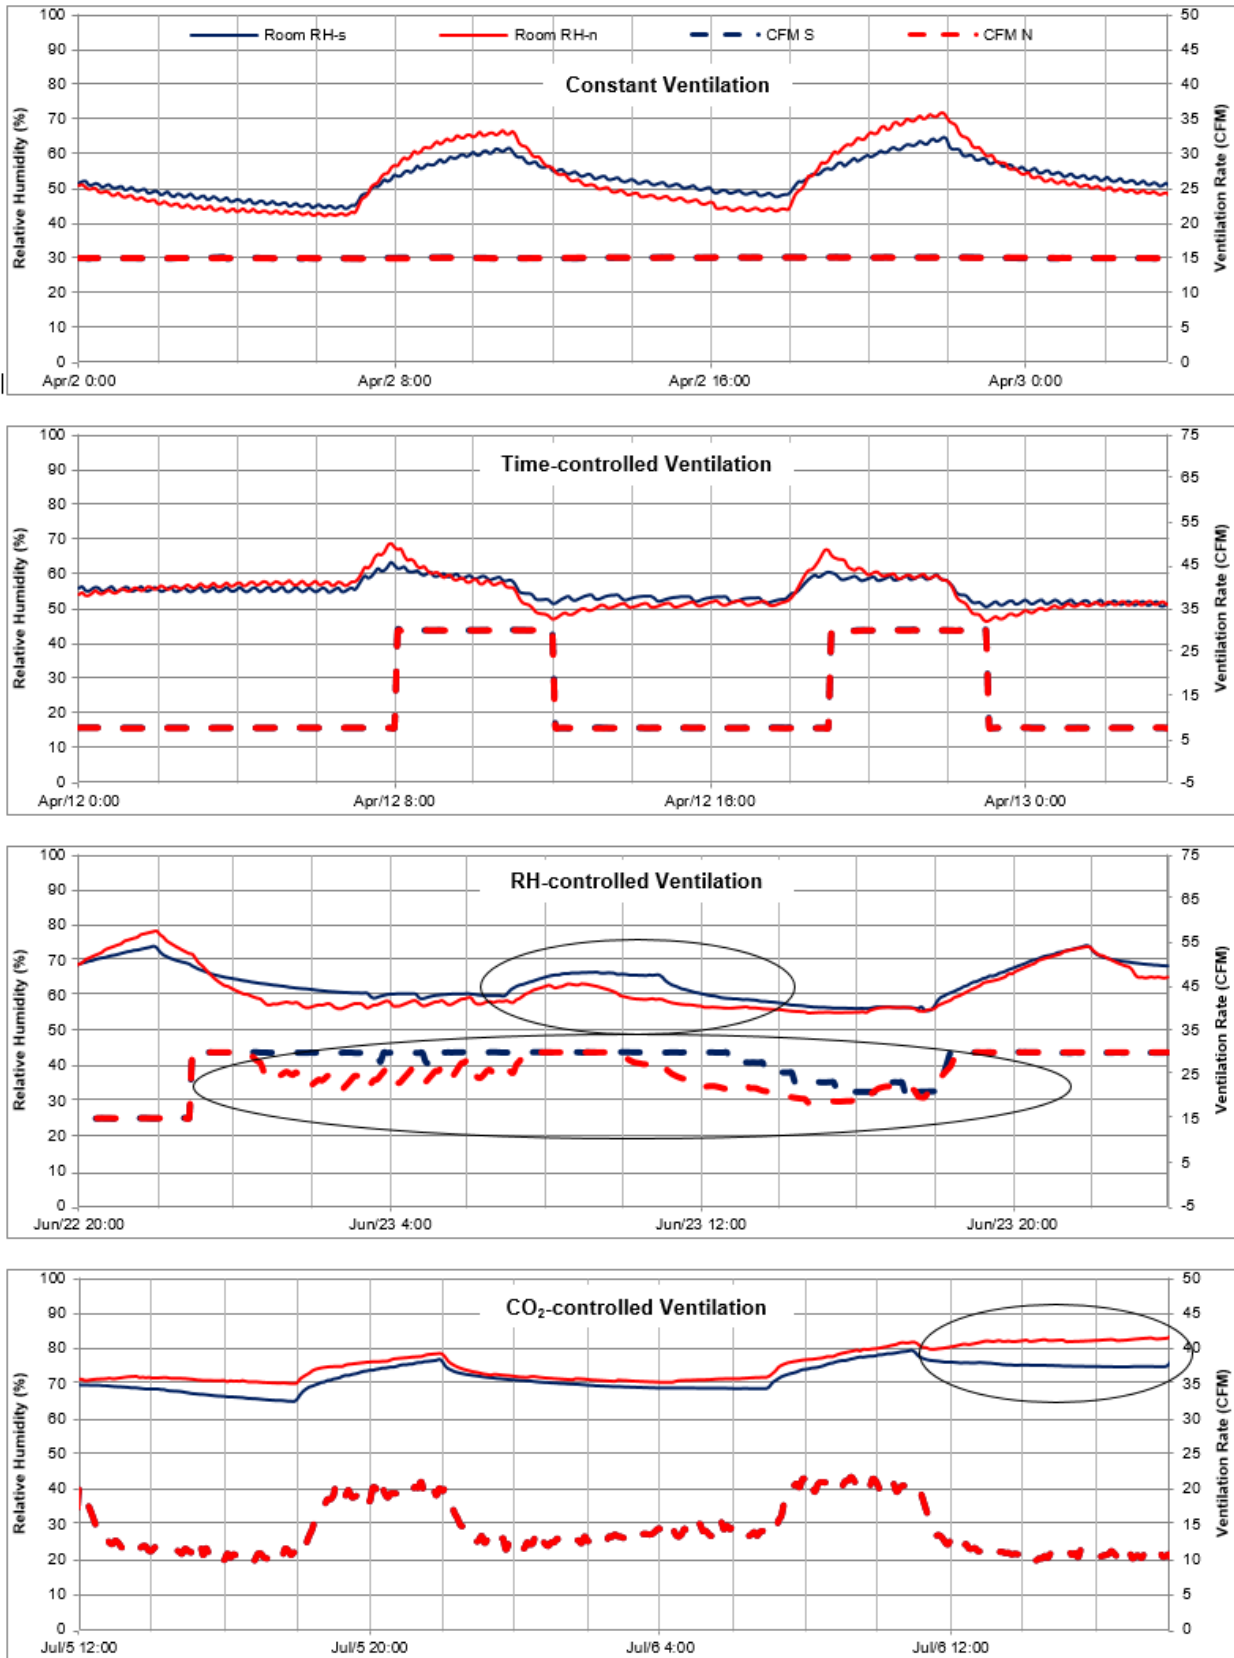 100
90
80
70
60
50
40
30
20
10
0
Relative Humidity (%)
Room RH-s
Room RH-n
CFM S
CFM N
Constant Ventilation
50
45
40
35
30
25
20
15
10
5
0
Ventilation Rate (CFM)
Apr/2 0:00
Apr/2 8:00
Apr/2 16:00
Apr/3 0:00
100
90
80
70
60
50
40
30
20
10
0
Relative Humidity (%)
Time-controlled Ventilation
75
65
55
45
35
25
15
5
-5
Ventilation Rate (CFM)
Apr/12 0:00
Apr/12 8:00
Apr/12 16:00
Apr/13 0:00
100
90
80
70
60
50
40
30
20
10
0
Relative Humidity (%)
RH-controlled Ventilation
75
65
55
45
35
25
15
5
-5
Ventilation Rate (CFM)
Jun/22 20:00
Jun/23 4:00
Jun/23 12:00
Jun/23 20:00
100
90
80
70
60
50
40
30
20
10
0
Relative Humidity (%)
CO₂-controlled Ventilation
50
45
40
35
30
25
20
15
10
5
0
Ventilation Rate (CFM)
Jul/5 12:00
Jul/5 20:00
Jul/6 4:00
Jul/6 12:00